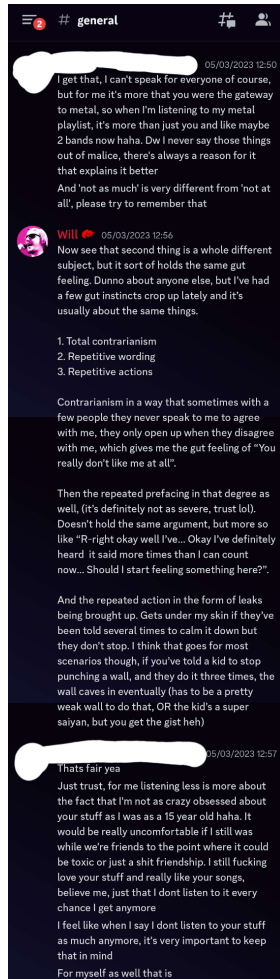 2
# general
05/03/2023 12:50
I get that, I can't speak for everyone of course,
but for me it's more that you were the gateway
to metal, so when I'm listening to my metal
playlist, it's more than just you and like maybe
2 bands now haha. Dw I never say those things
out of malice, there's always a reason for it
that explains it better
And 'not as much' is very different from 'not at
all', please try to remember that
Will 05/03/2023 12:56
Now see that second thing is a whole different
subject, but it sort of holds the same gut
feeling. Dunno about anyone else, but I've had
a few gut instincts crop up lately and it's
usually about the same things.
1. Total contrarianism
2. Repetitive wording
3. Repetitive actions
Contrarianism in a way that sometimes with a
few people they never speak to me to agree
with me, they only open up when they disagree
with me, which gives me the gut feeling of “You
really don't like me at all”.
Then the repeated prefacing in that degree as
well, (it's definitely not as severe, trust lol).
Doesn't hold the same argument, but more so
like “R-right okay well I've... Okay I've definitely
heard it said more times than I can count
now... Should I start feeling something here?”.
And the repeated action in the form of leaks
being brought up. Gets under my skin if they've
been told several times to calm it down but
they don't stop. I think that goes for most
scenarios though, if you've told a kid to stop
punching a wall, and they do it three times, the
wall caves in eventually (has to be a pretty
weak wall to do that, OR the kid's a super
saiyan, but you get the gist heh)
05/03/2023 12:57
Thats fair yea
Just trust, for me listening less is more about
the fact that I'm not as crazy obsessed about
your stuff as I was as a 15 year old haha. It
would be really uncomfortable if I still was
while we're friends to the point where it could
be toxic or just a shit friendship. I still fucking
love your stuff and really like your songs,
believe me, just that I dont listen to it every
chance I get anymore
I feel like when I say I dont listen to your stuff
as much anymore, it's very important to keep
that in mind
For myself as well that is